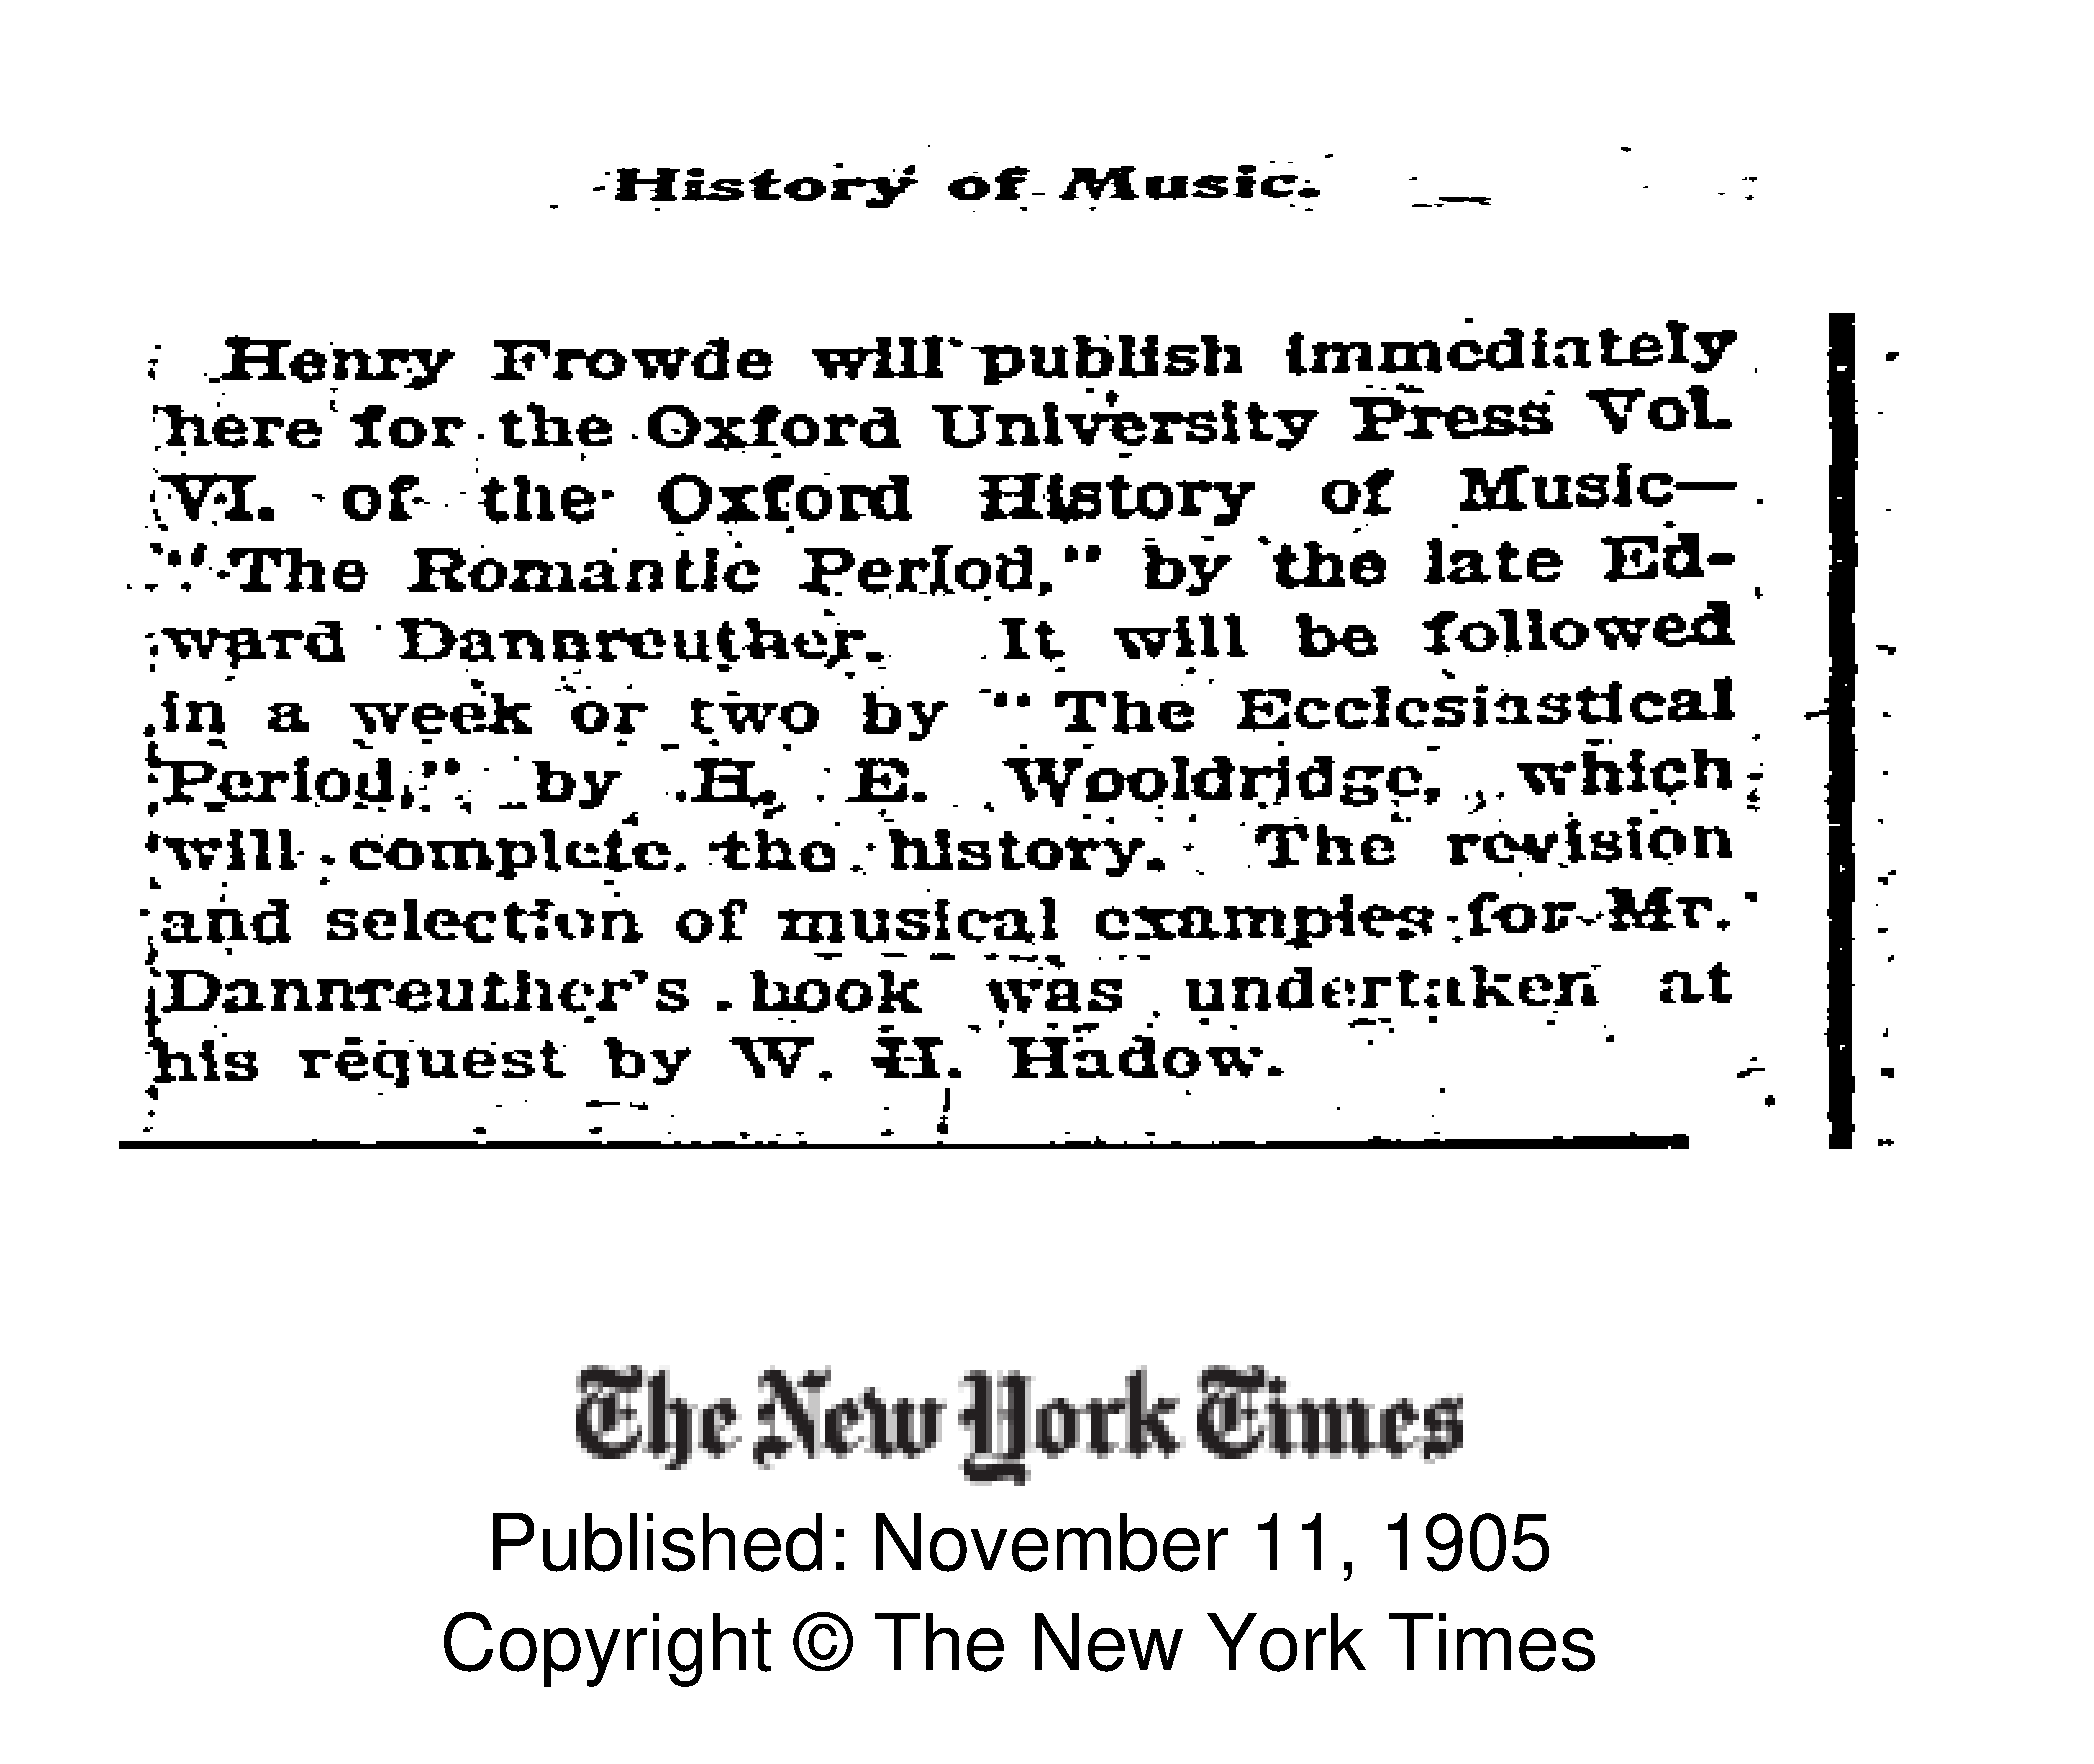 History of Music.
Henry Frowde will publish immediately
here for the Oxford University Press Vol.
VI. of the Oxford History of Music—
"The Romantic Period," by the late Ed-
ward Dannreuther. It will be followed
in a week or two by "The Ecclesiastical
Period," by H. E. Wooldridge, which
will complete the history. The revision
and selection of musical examples for Mr.
Dannreuther's book was undertaken at
his request by W. H. Hadow.
The New York Times
Published: November 11, 1905
Copyright © The New York Times